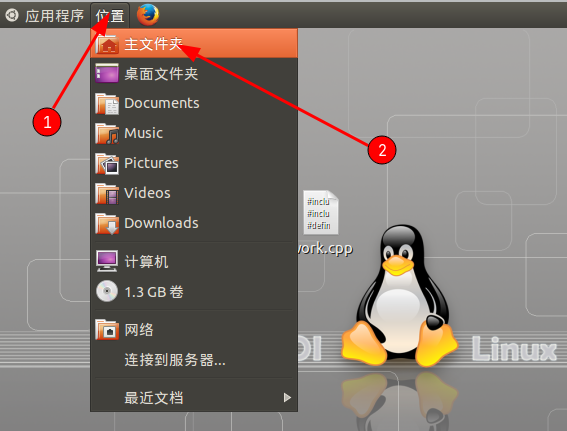 应用程序 位置
主文件夹
桌面文件夹
Documents
Music
Pictures
Videos
Downloads
计算机
1.3 GB 卷
网络
连接到服务器...
最近文档
1
2
#inclu
#inclu
#defin
work.cpp
Linux